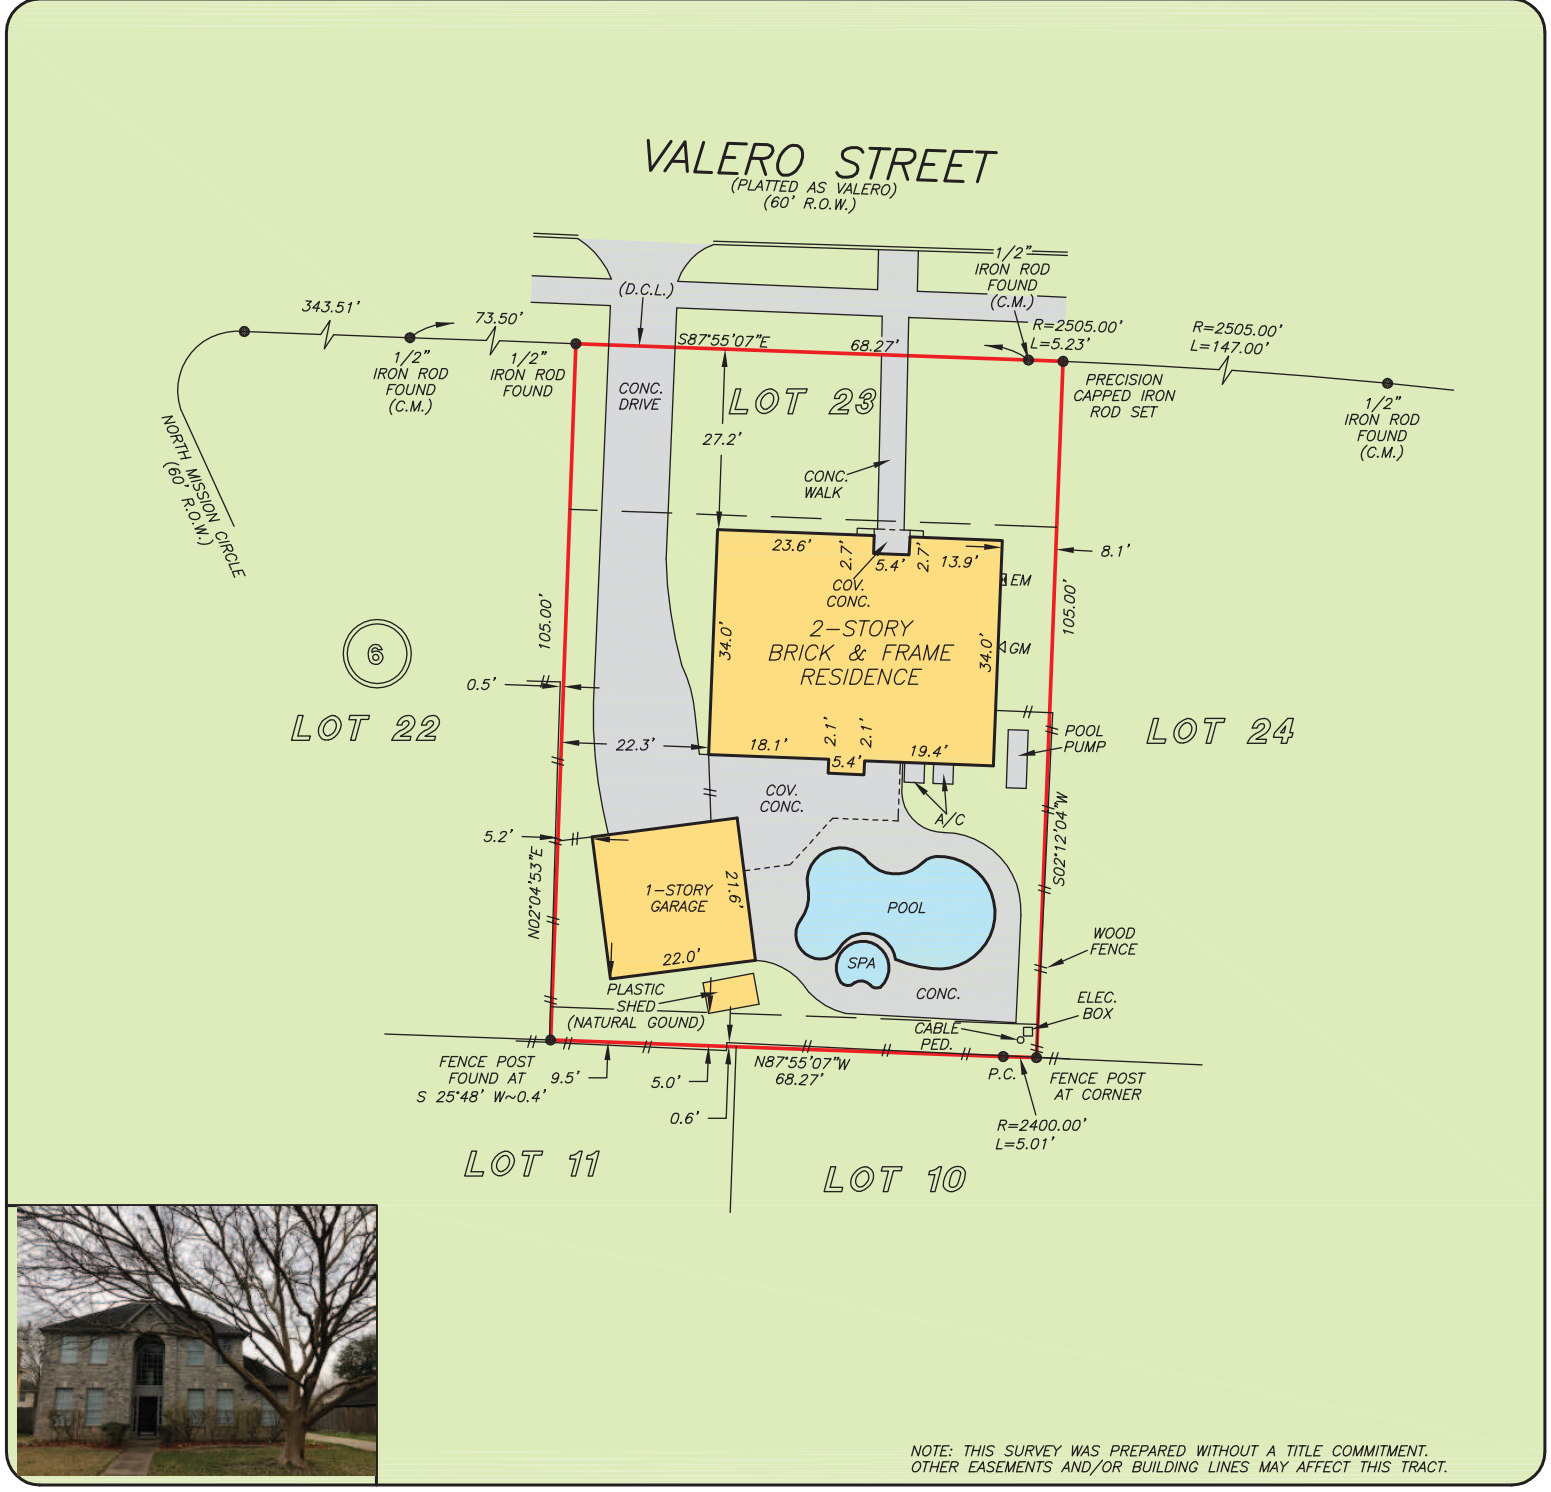 VALERO STREET
(PLATTED AS VALERO)
(60' R.O.W.)
1/2"
IRON ROD
FOUND
(C.M.)
(D.C.L.)
343.51'
73.50'
1/2"
IRON ROD
FOUND
(C.M.)
1/2"
IRON ROD
FOUND
S87°55'07"E
68.27'
R=2505.00'
L=5.23'
R=2505.00'
L=147.00'
PRECISION
CAPPED IRON
ROD SET
1/2"
IRON ROD
FOUND
(C.M.)
NORTH MISSION CIRCLE
(60' R.O.W.)
CONC.
DRIVE
LOT 23
27.2'
CONC.
WALK
23.6'
2.7'
5.4'
2.7'
13.9'
8.1'
COV.
CONC.
EM
GM
105.00'
105.00'
34.0'
2-STORY
BRICK & FRAME
RESIDENCE
34.0'
6
0.5'
LOT 22
LOT 24
22.3'
18.1'
2.1'
5.4'
2.1'
19.4'
POOL
PUMP
COV.
CONC.
A/C
5.2'
N02°04'53"E
S02°12'04"W
1-STORY
GARAGE
21.6'
22.0'
POOL
SPA
CONC.
WOOD
FENCE
PLASTIC
SHED
(NATURAL GOUND)
ELEC.
BOX
CABLE
PED.
FENCE POST
FOUND AT
S 25°48' W~0.4'
9.5'
5.0'
0.6'
N87°55'07"W
68.27'
P.C.
FENCE POST
AT CORNER
R=2400.00'
L=5.01'
LOT 11
LOT 10
NOTE: THIS SURVEY WAS PREPARED WITHOUT A TITLE COMMITMENT.
OTHER EASEMENTS AND/OR BUILDING LINES MAY AFFECT THIS TRACT.